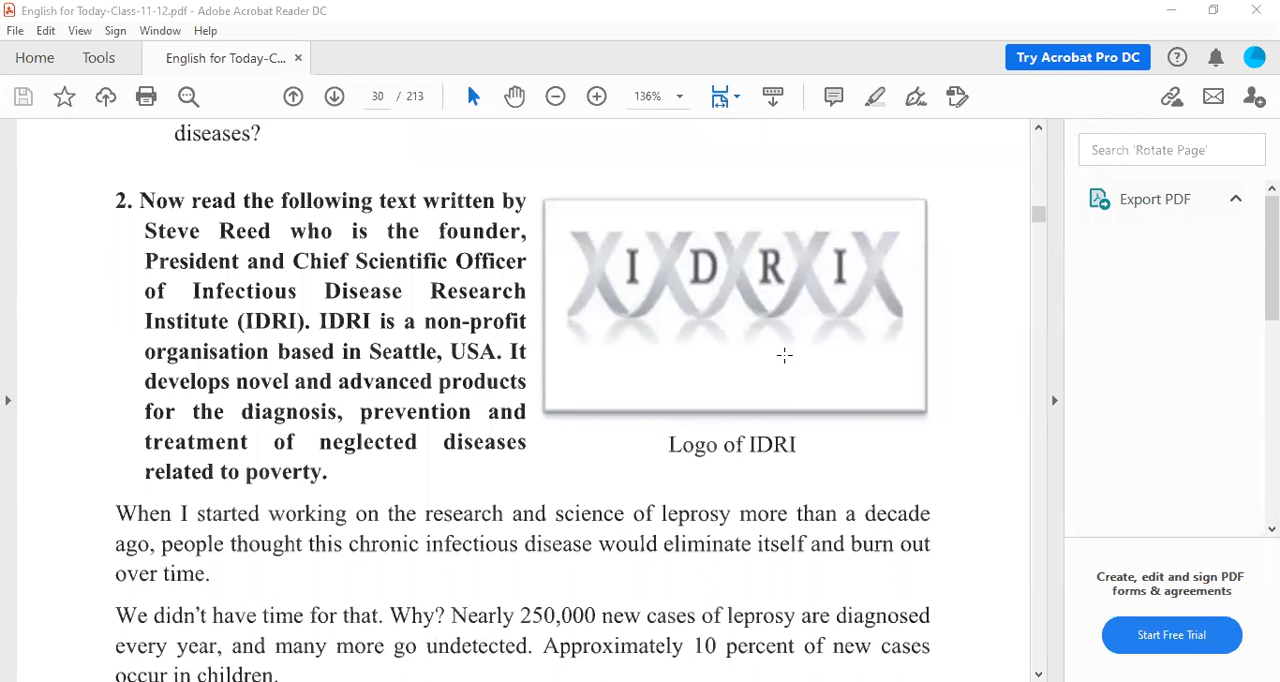 English for Today-Class-11-12.pdf - Adobe Acrobat Reader DC
File Edit View Sign Window Help
Home Tools English for Today-C... × Try Acrobat Pro DC
30 / 213 136%
diseases?
Search 'Rotate Page'
Export PDF
2. Now read the following text written by
Steve Reed who is the founder,
President and Chief Scientific Officer
of Infectious Disease Research
Institute (IDRI). IDRI is a non-profit
organisation based in Seattle, USA. It
develops novel and advanced products
for the diagnosis, prevention and
treatment of neglected diseases
related to poverty.
I D R I
Logo of IDRI
When I started working on the research and science of leprosy more than a decade
ago, people thought this chronic infectious disease would eliminate itself and burn out
over time.
We didn't have time for that. Why? Nearly 250,000 new cases of leprosy are diagnosed
every year, and many more go undetected. Approximately 10 percent of new cases
occur in children.
Create, edit and sign PDF
forms & agreements
Start Free Trial